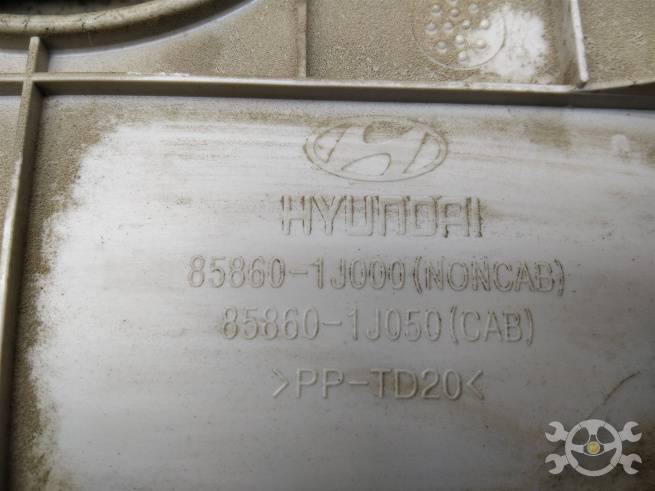 HYUNDAI
85860-1J000(NONCAB)
85860-1J050(CAB)
>PP-TD20<